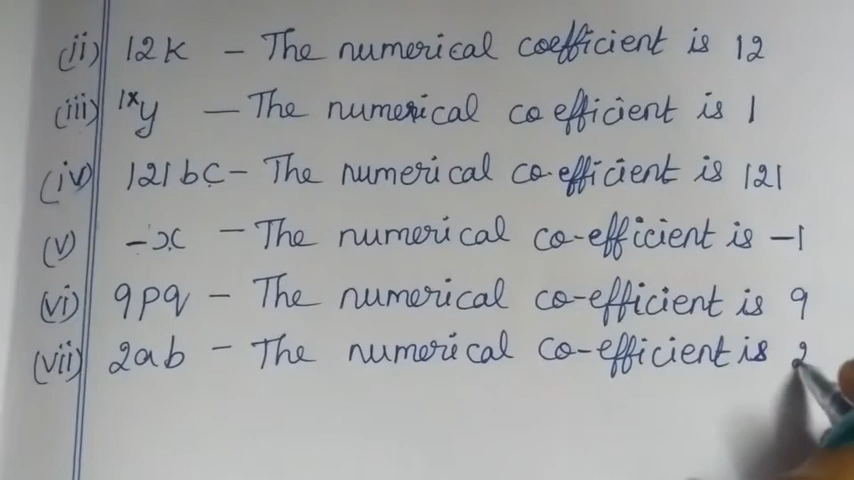 (ii) 12k - The numerical coefficient is 12
(iii) 1×y - The numerical co efficient is 1
(iv) 121bc - The numerical co-efficient is 121
(v) -x - The numerical co-efficient is -1
(vi) 9pq - The numerical co-efficient is 9
(vii) 2ab - The numerical co-efficient is 2